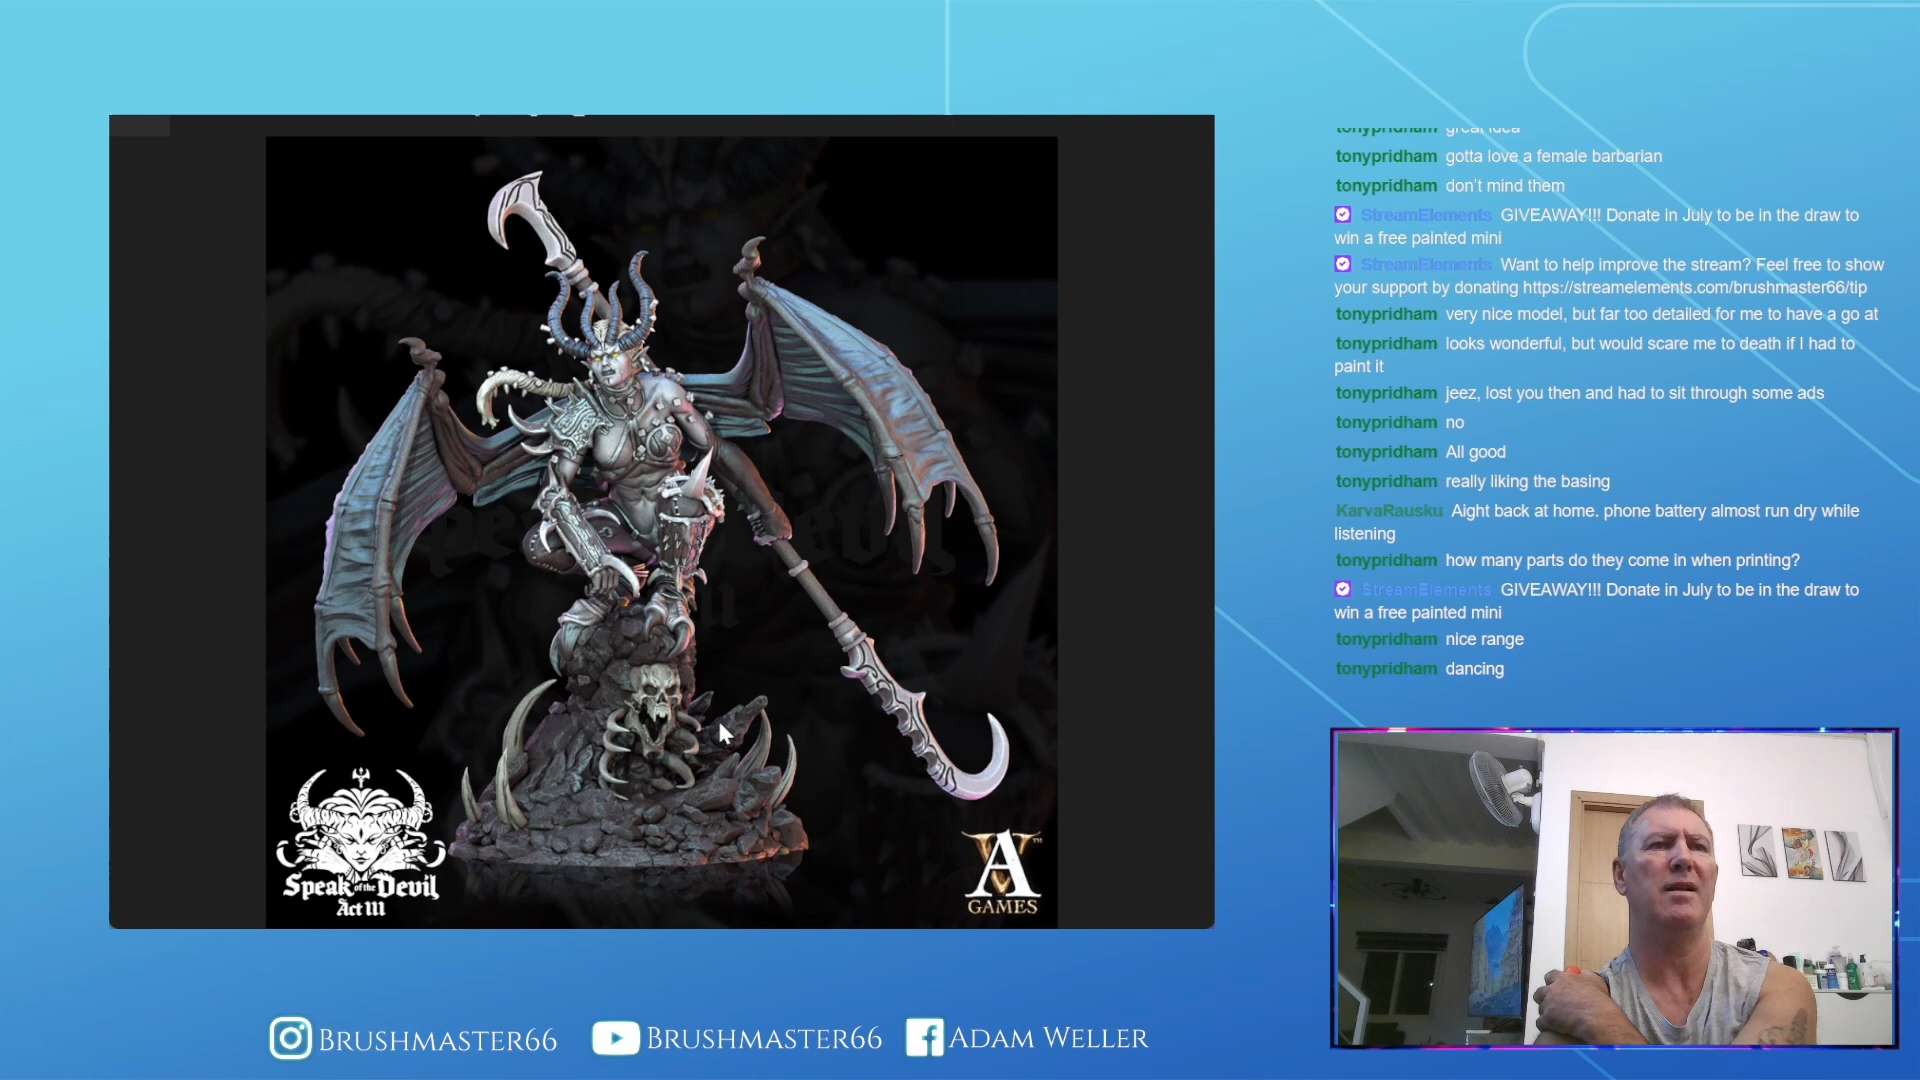 tonypridham great idea
tonypridham gotta love a female barbarian
tonypridham don't mind them
StreamElements GIVEAWAY!!! Donate in July to be in the draw to
win a free painted mini
StreamElements Want to help improve the stream? Feel free to show
your support by donating https://streamelements.com/brushmaster66/tip
tonypridham very nice model, but far too detailed for me to have a go at
tonypridham looks wonderful, but would scare me to death if I had to
paint it
tonypridham jeez, lost you then and had to sit through some ads
tonypridham no
tonypridham All good
tonypridham really liking the basing
KarvaRausku Aight back at home. phone battery almost run dry while
listening
tonypridham how many parts do they come in when printing?
StreamElements GIVEAWAY!!! Donate in July to be in the draw to
win a free painted mini
tonypridham nice range
tonypridham dancing
Speak of the Devil
Act III
AV™
GAMES
BRUSHMASTER66
BRUSHMASTER66
ADAM WELLER